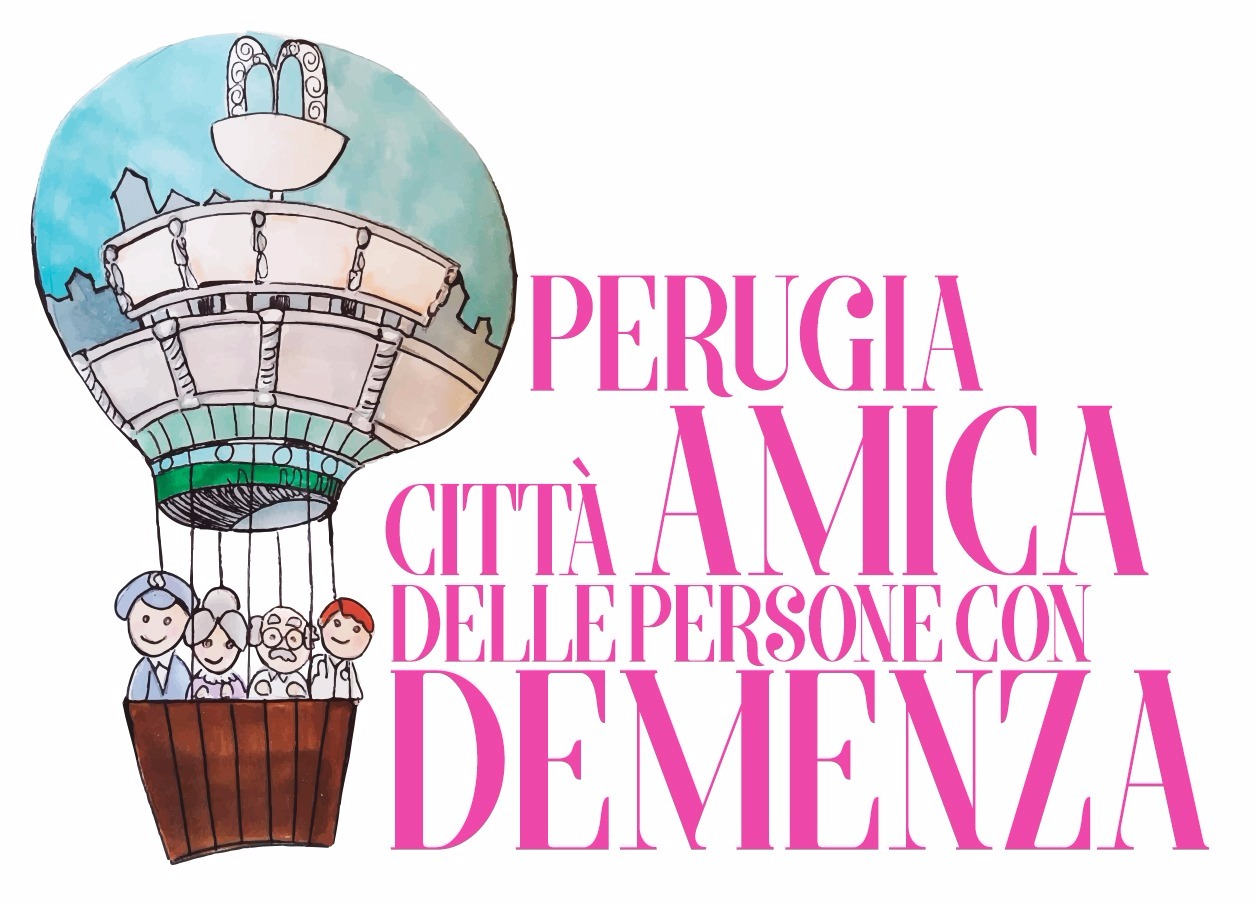 PERUGIA
CITTÀ AMICA
DELLE PERSONE CON
DEMENZA